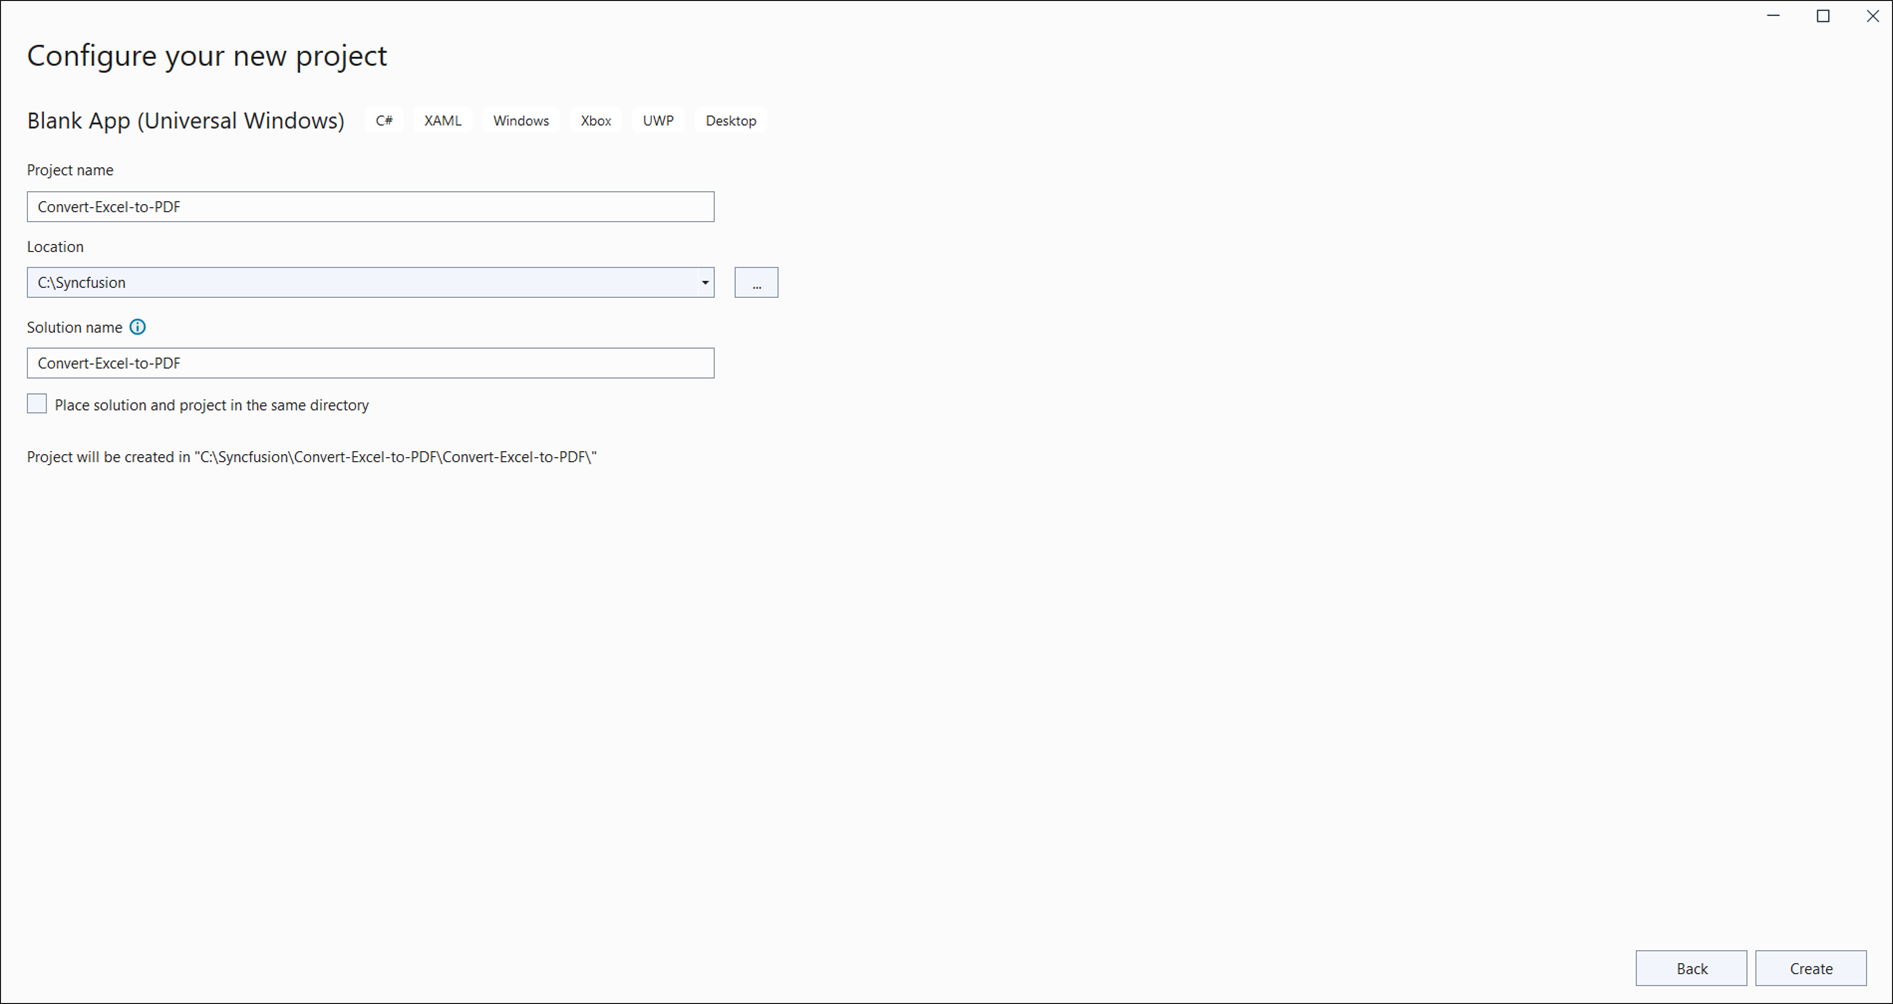 Configure your new project
Blank App (Universal Windows) C# XAML Windows Xbox UWP Desktop
Project name
Convert-Excel-to-PDF
Location
C:\Syncfusion ...
Solution name
Convert-Excel-to-PDF
Place solution and project in the same directory
Project will be created in "C:\Syncfusion\Convert-Excel-to-PDF\Convert-Excel-to-PDF\"
Back Create